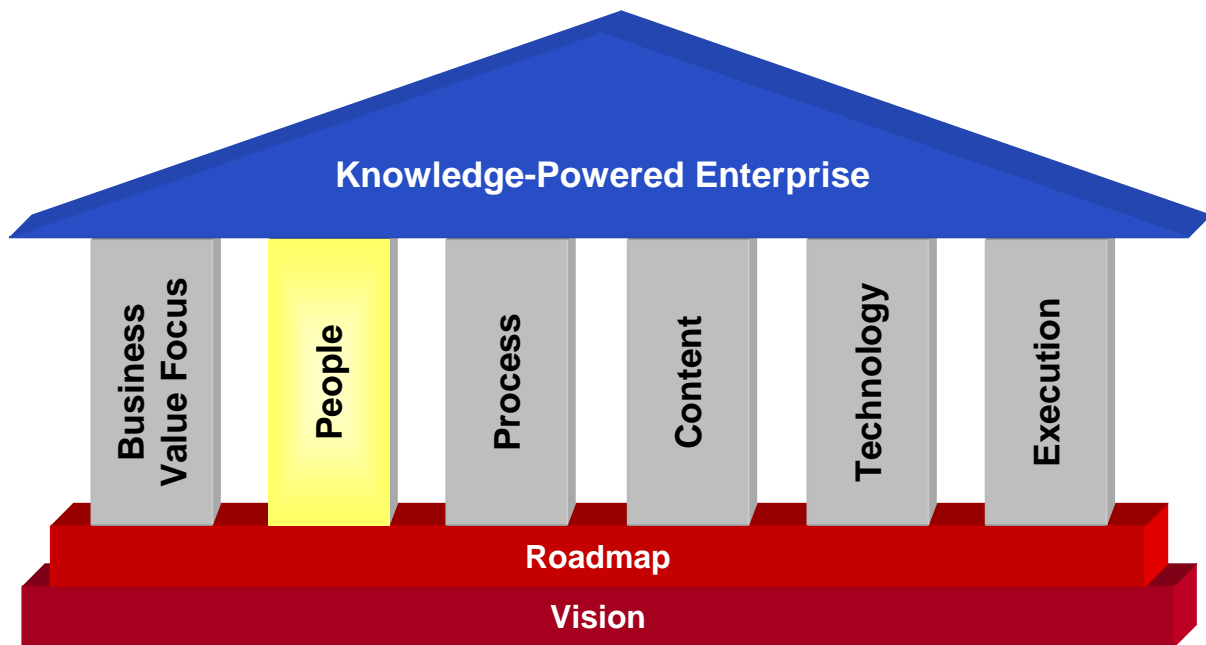 Knowledge-Powered Enterprise
Business
Value Focus
People
Process
Content
Technology
Execution
Roadmap
Vision